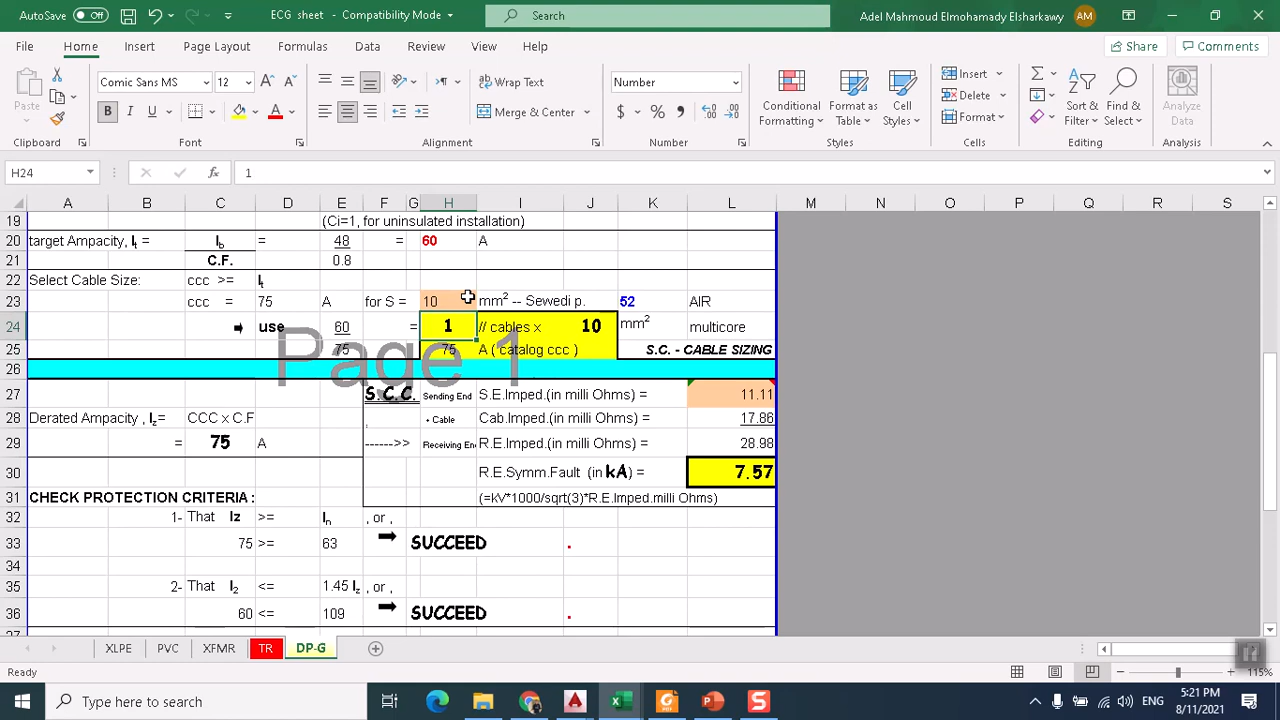 AutoSave Off ECG sheet - Compatibility Mode Search Adel Mahmoud Elmohamady Elsharkawy AM
File Home Insert Page Layout Formulas Data Review View Help Share Comments
Paste Comic Sans MS 12 Wrap Text Number Conditional Formatting Format as Table Cell Styles Insert Delete Format Sort & Filter Find & Select Analyze Data
B I U Merge & Center
Clipboard Font Alignment Number Styles Cells Editing Analysis
H24 fx 1
A B C D E F G H I J K L M N O P Q R S
19 (Ci=1, for uninsulated installation)
20 target Ampacity, It = Ib = 48 = 60 A
21 C.F. 0.8
22 Select Cable Size: ccc >= It
23 ccc = 75 A for S = 10 mm2 -- Sewedi p. 52 AIR
24 use 60 = 1 // cables x 10 mm2 multicore
25 75 75 A ( catalog ccc ) S.C. - CABLE SIZING
Page 1
26
27 S.C.C. Sending End S.E.Imped.(in milli Ohms) = 11.11
28 Derated Ampacity , Iz= CCC x C.F , + Cable Cab.Imped.(in milli Ohms) = 17.86
29 = 75 A ------>> Receiving En R.E.Imped.(in milli Ohms) = 28.98
30 R.E.Symm.Fault (in kA) = 7.57
31 CHECK PROTECTION CRITERIA : (=KV*1000/sqrt(3)*R.E.Imped.milli Ohms)
32 1- That Iz >= In , or ,
33 75 >= 63 SUCCEED .
34
35 2- That I2 <= 1.45 Iz , or ,
36 60 <= 109 SUCCEED .
37
XLPE PVC XFMR TR DP-G
Ready 115%
Type here to search ENG 5:21 PM
8/11/2021